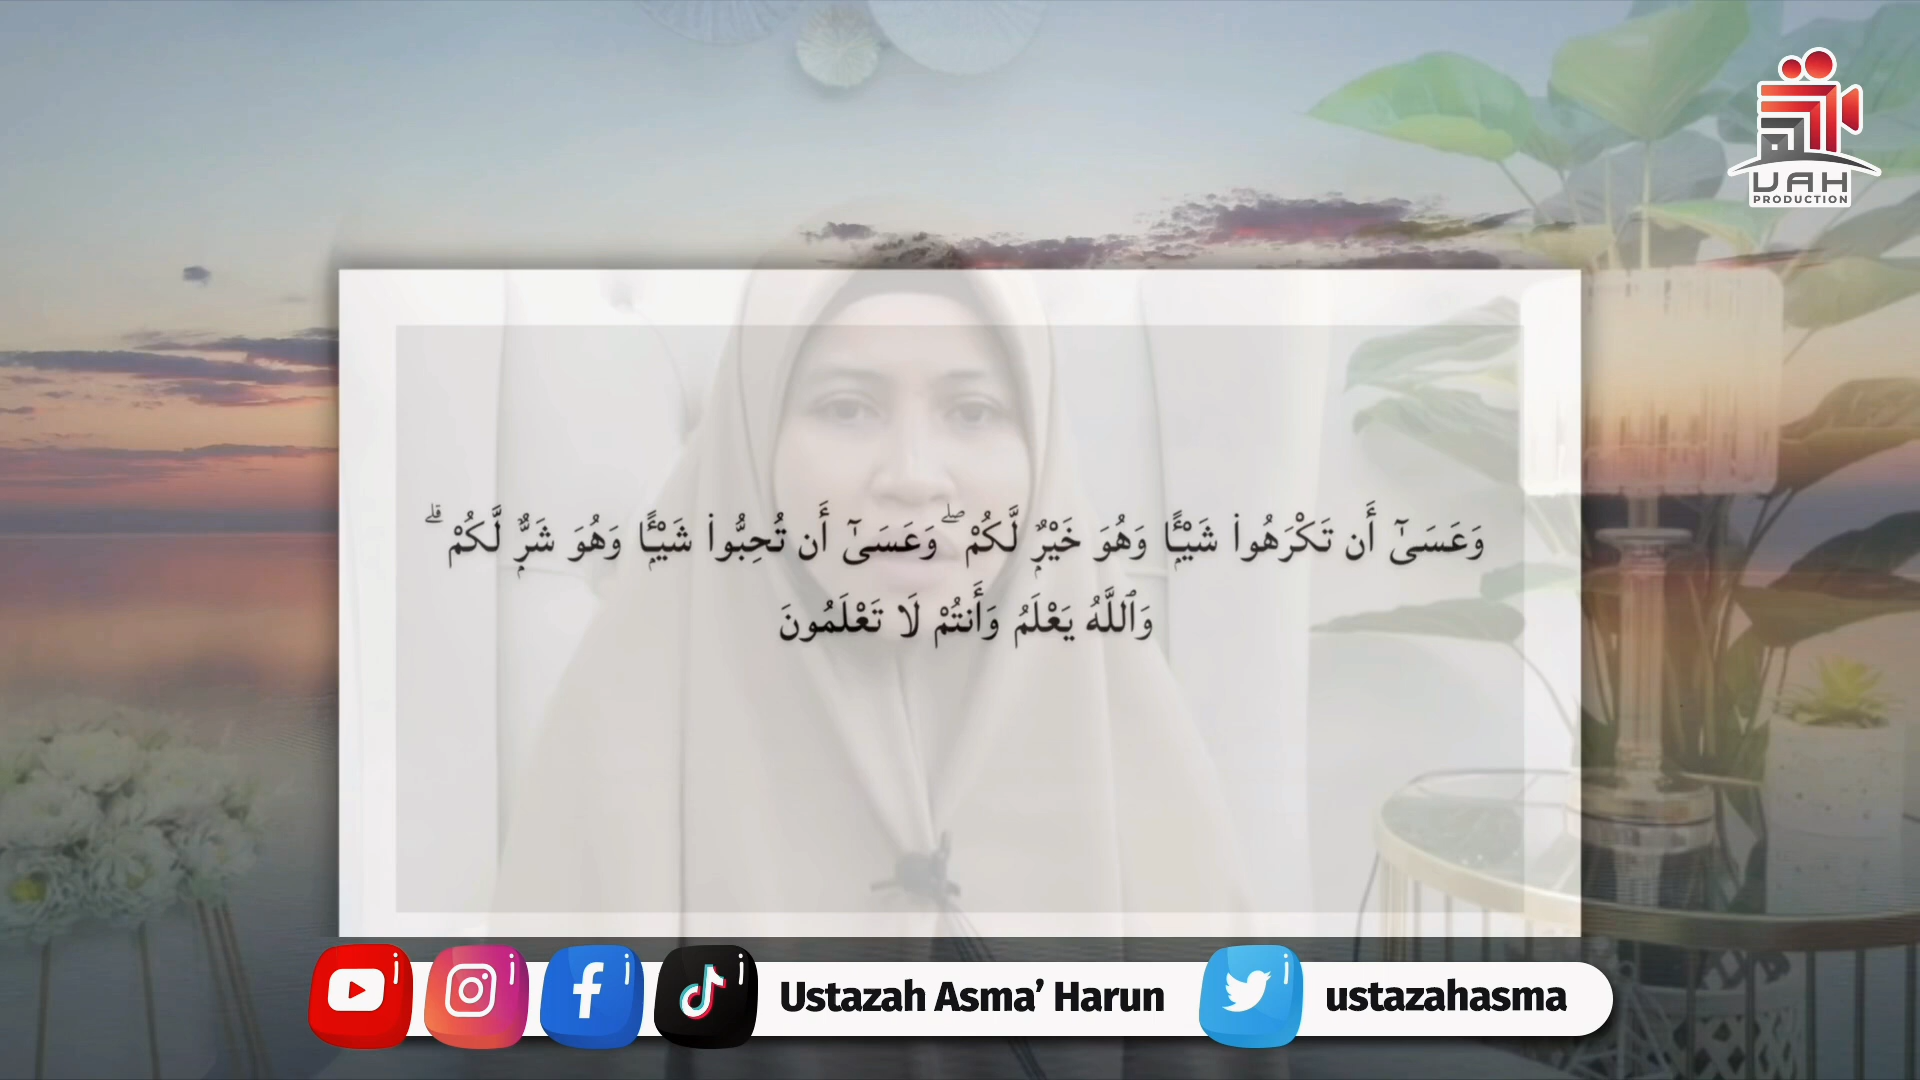 UAH
PRODUCTION
وَعَسَىٰٓ أَن تَكْرَهُوا۟ شَيْـًٔا وَهُوَ خَيْرٌ لَّكُمْ ۖ وَعَسَىٰٓ أَن تُحِبُّوا۟ شَيْـًٔا وَهُوَ شَرٌّ لَّكُمْ ۗ
وَٱللَّهُ يَعْلَمُ وَأَنتُمْ لَا تَعْلَمُونَ
Ustazah Asma’ Harun ustazahasma